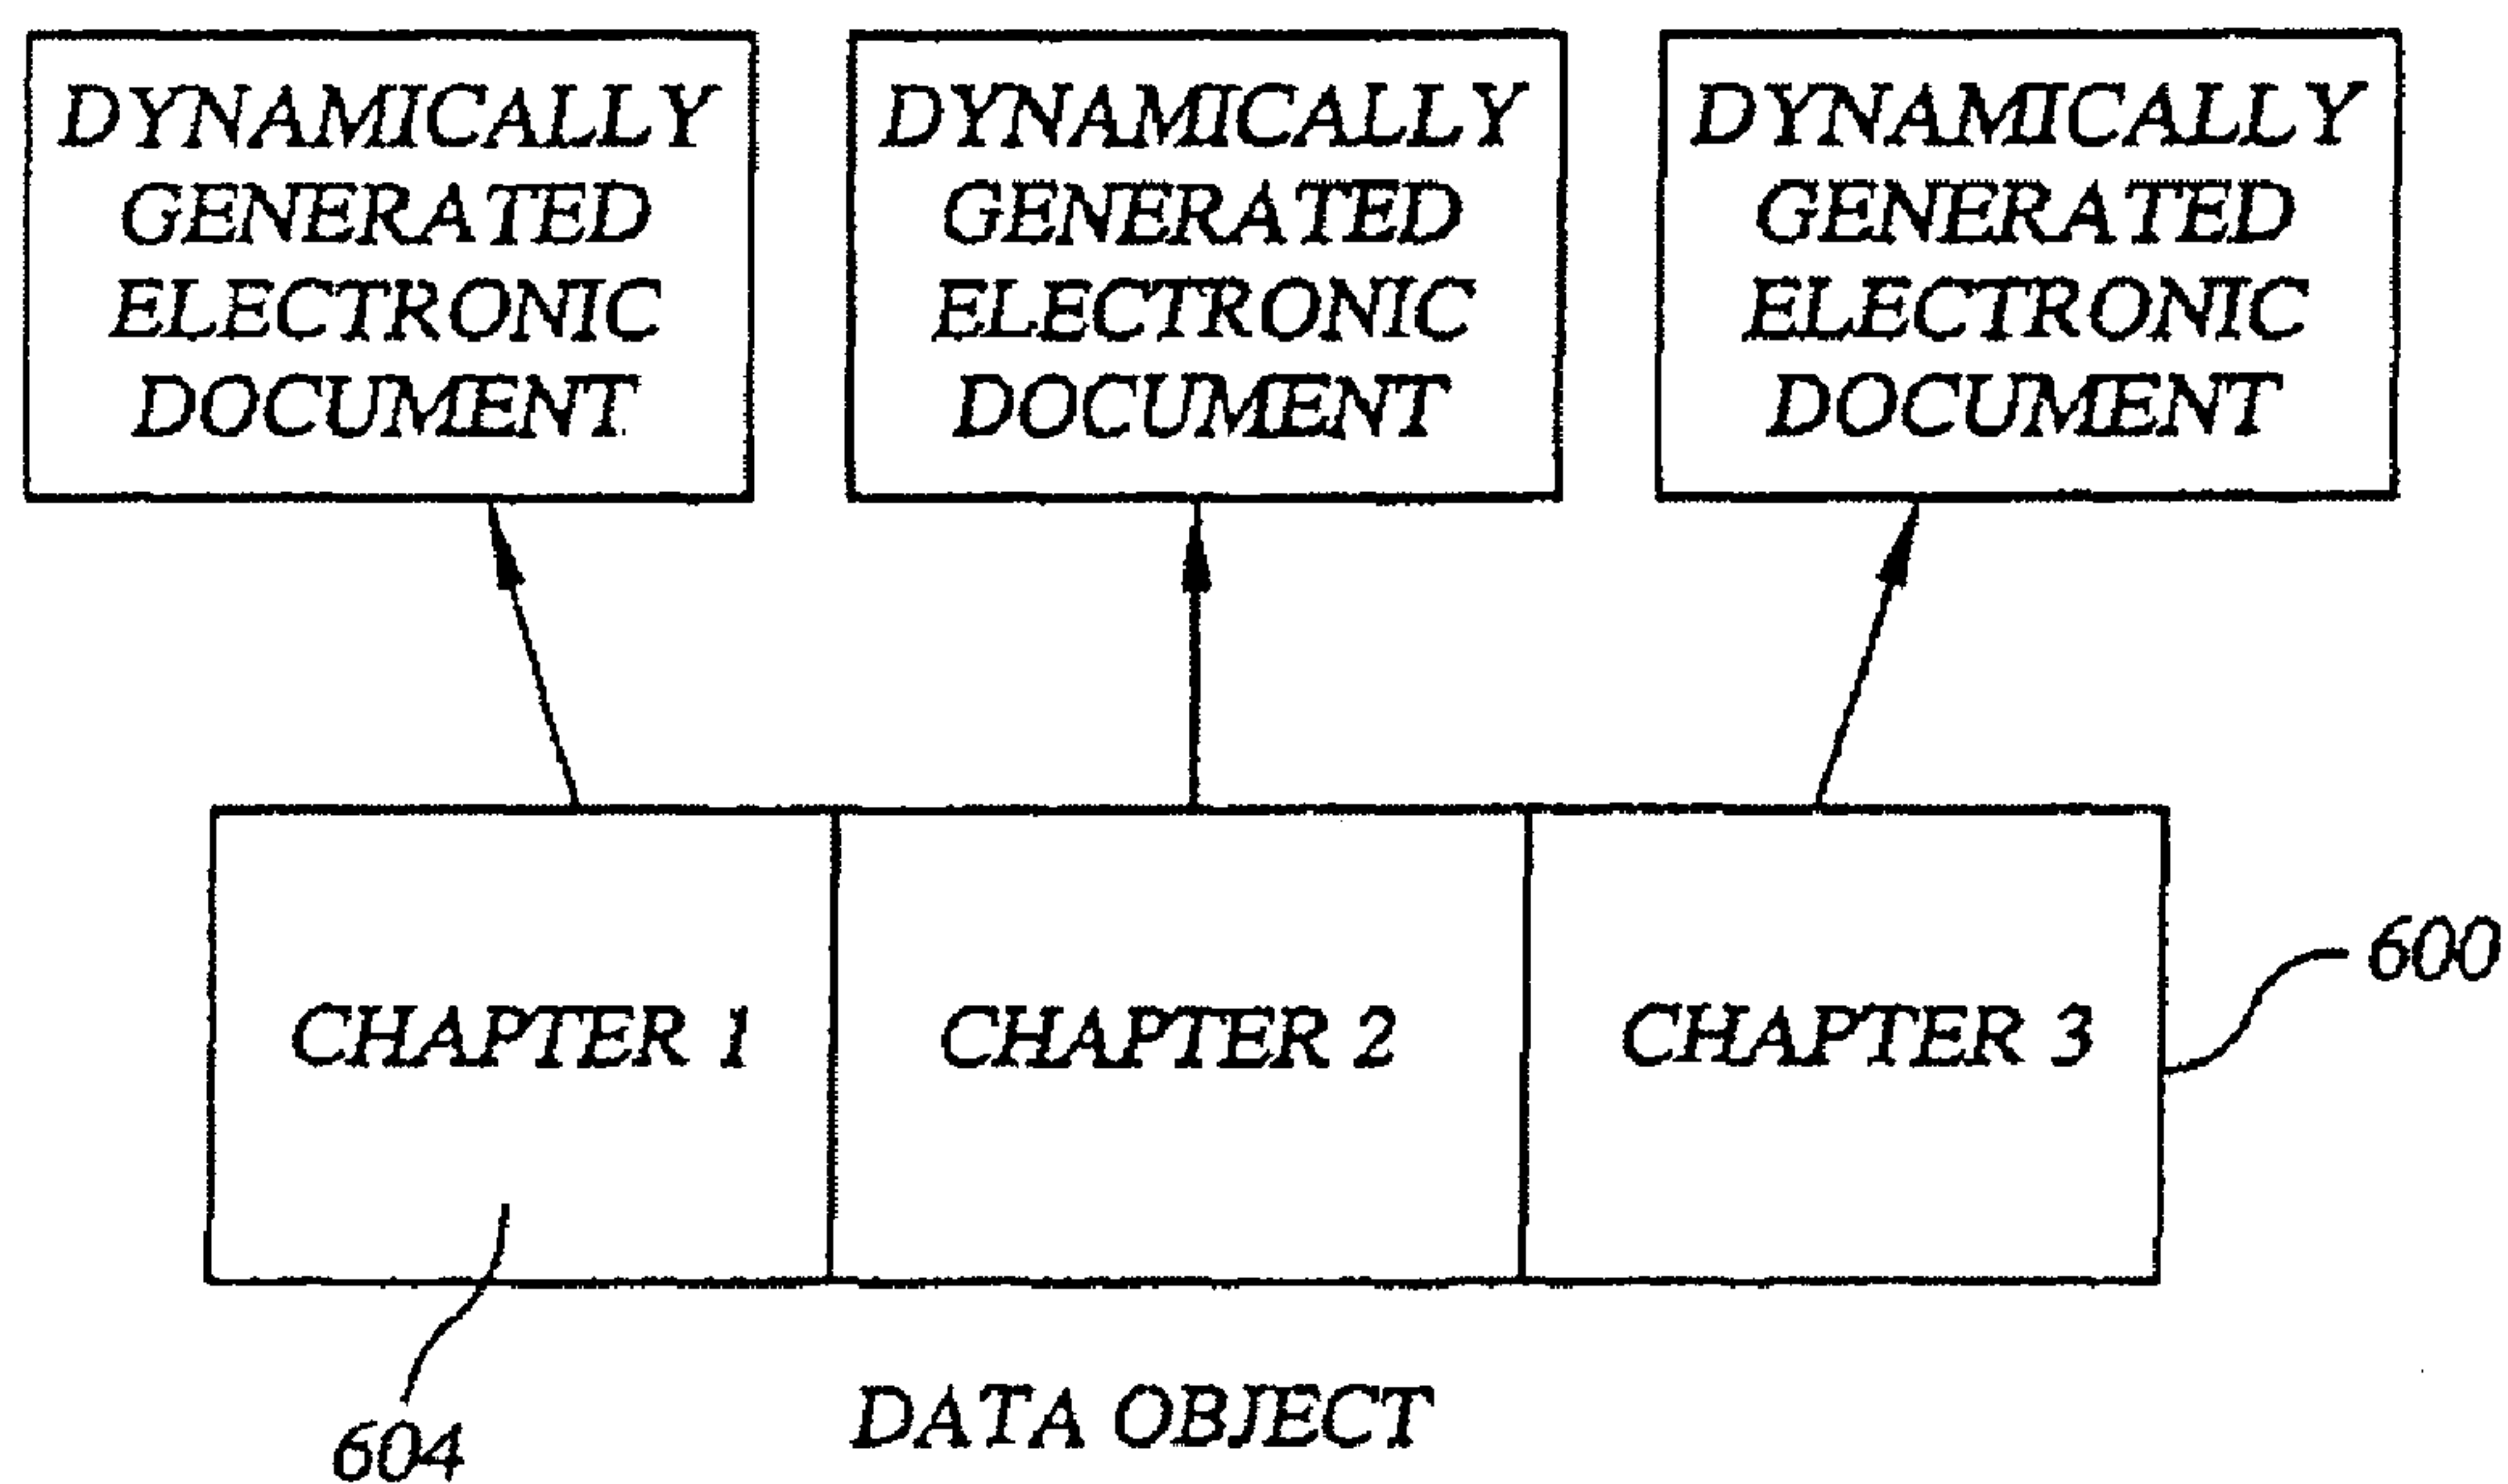 DYNAMICALLY
GENERATED
ELECTRONIC
DOCUMENT
DYNAMICALLY
GENERATED
ELECTRONIC
DOCUMENT
DYNAMICALLY
GENERATED
ELECTRONIC
DOCUMENT
CHAPTER 1
CHAPTER 2
CHAPTER 3
600
604
DATA OBJECT